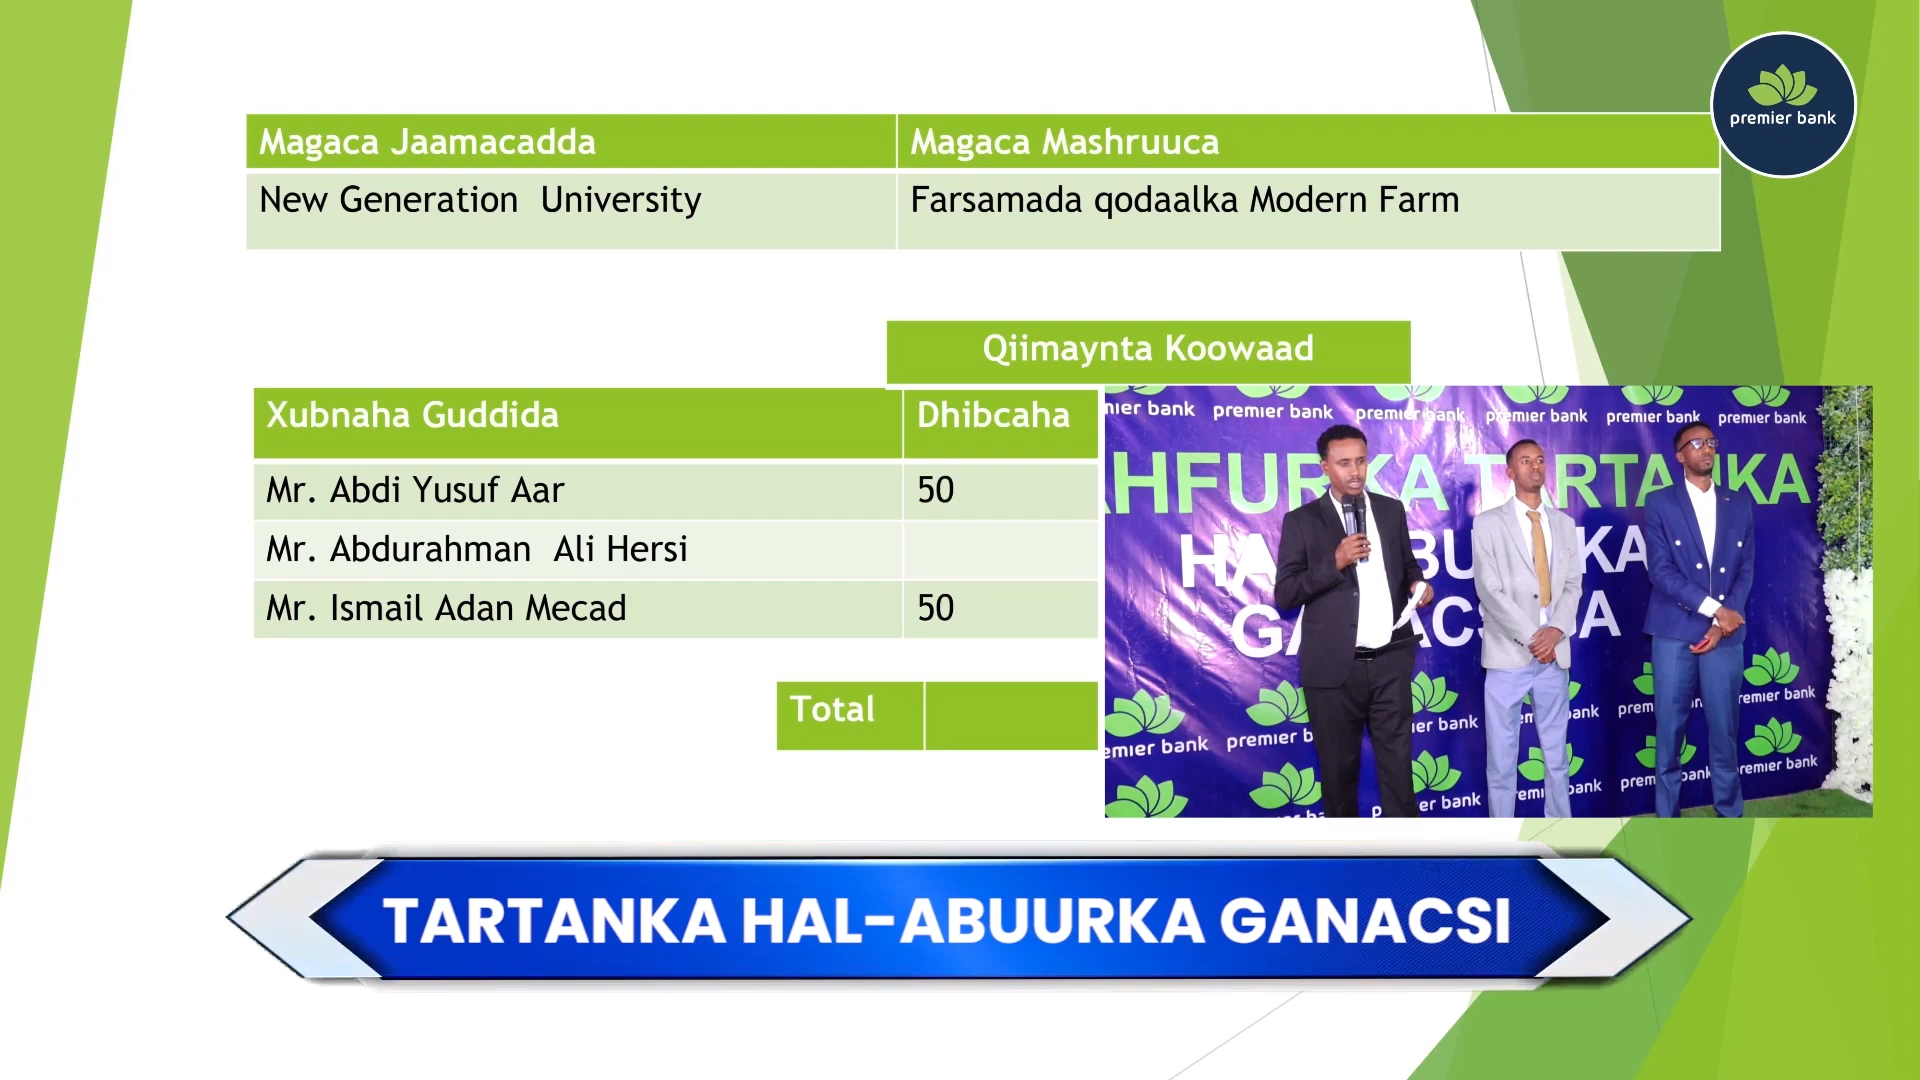 premier bank
Magaca Jaamacadda Magaca Mashruuca
New Generation University Farsamada qodaalka Modern Farm
Qiimaynta Koowaad
Xubnaha Guddida Dhibcaha
Mr. Abdi Yusuf Aar 50
Mr. Abdurahman Ali Hersi
Mr. Ismail Adan Mecad 50
Total
premier bank premier bank premier bank premier bank premier bank
TARTANKA HAL-ABUURKA GANACSI